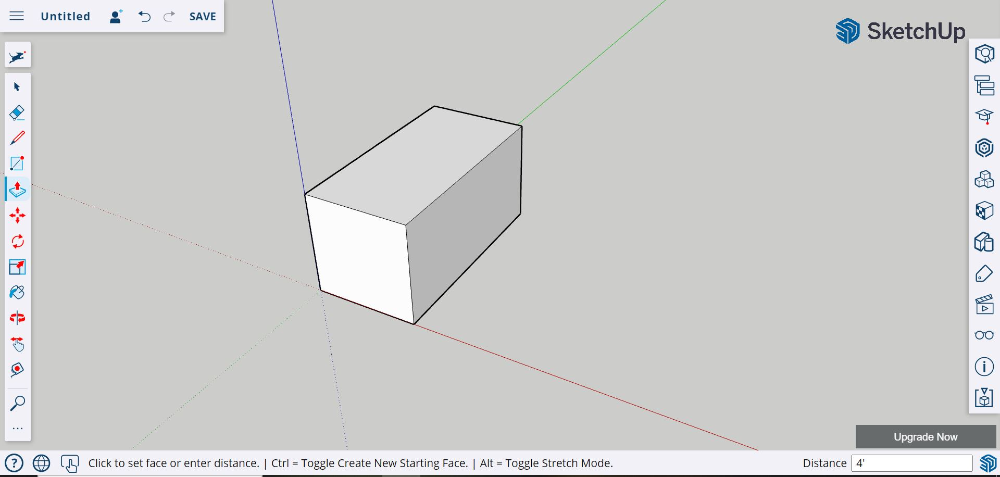 Untitled
SAVE
SketchUp
Upgrade Now
Click to set face or enter distance. | Ctrl = Toggle Create New Starting Face. | Alt = Toggle Stretch Mode.
Distance 4'